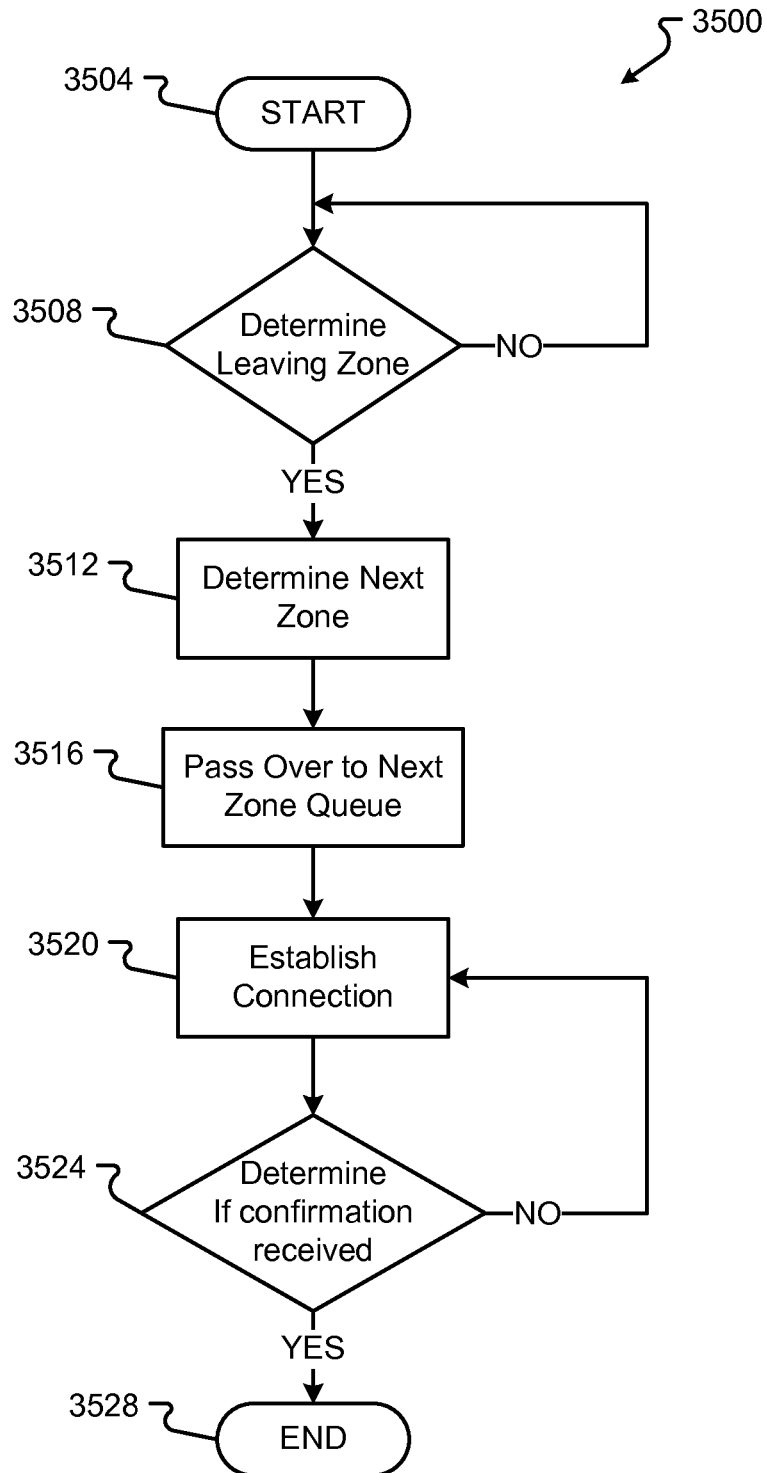 3500
3504
START
3508
Determine
Leaving Zone
NO
YES
3512
Determine Next
Zone
3516
Pass Over to Next
Zone Queue
3520
Establish
Connection
3524
Determine
If confirmation
received
NO
YES
3528
END